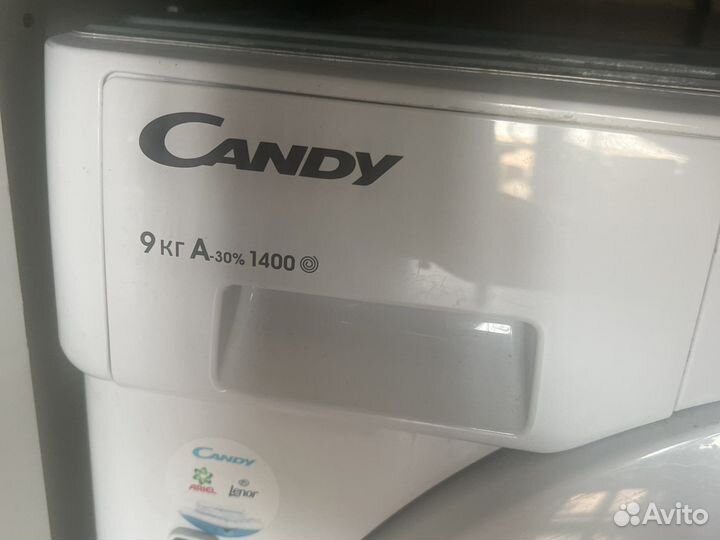 CANDY
9 кг A-30% 1400
CANDY
ARIEL Lenor
Avito